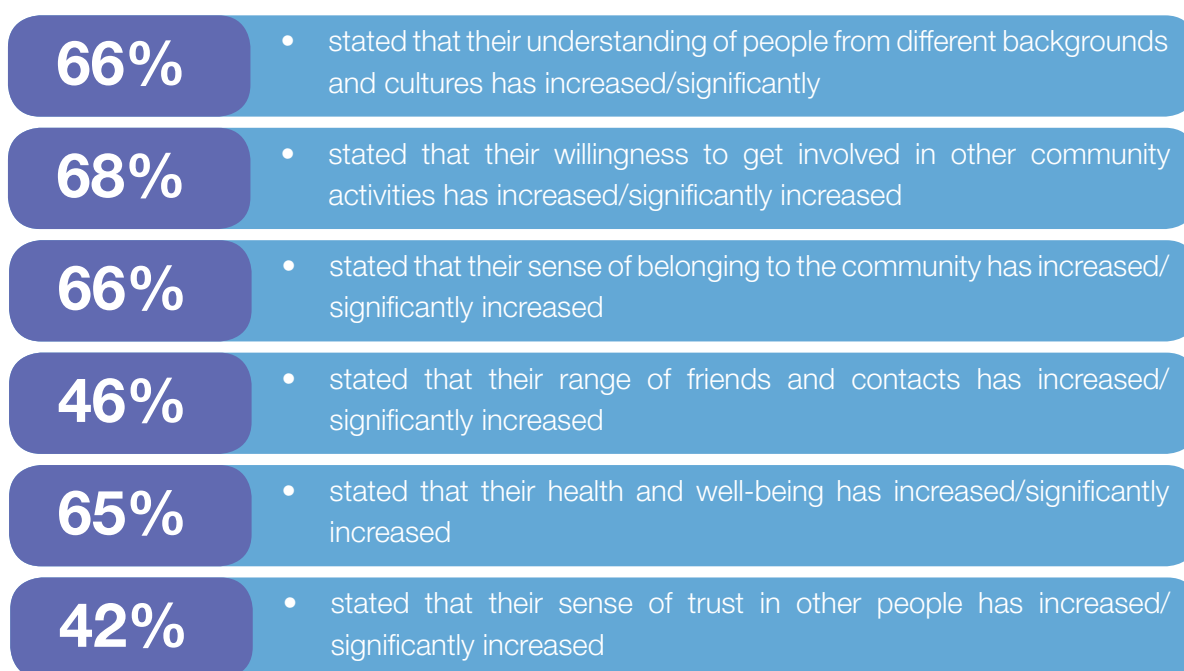 66%
• stated that their understanding of people from different backgrounds
and cultures has increased/significantly
68%
• stated that their willingness to get involved in other community
activities has increased/significantly increased
66%
• stated that their sense of belonging to the community has increased/
significantly increased
46%
• stated that their range of friends and contacts has increased/
significantly increased
65%
• stated that their health and well-being has increased/significantly
increased
42%
• stated that their sense of trust in other people has increased/
significantly increased